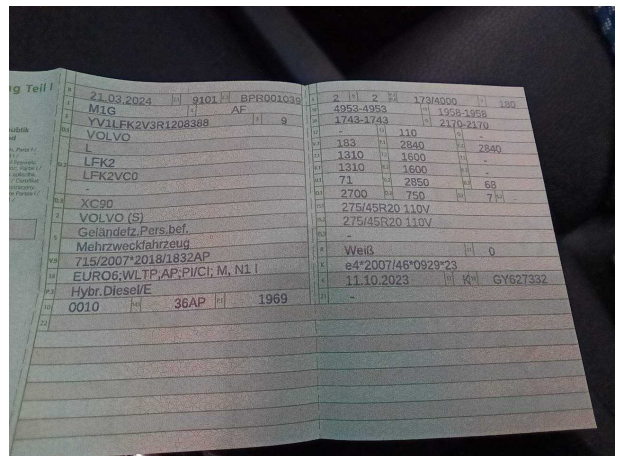 ng Teil I
21.03.2024 9101 BPR001039
M1G AF
YV1LFK2V3R1208388 9
VOLVO
L
LFK2
LFK2VC0
-
XC90
VOLVO (S)
Geländefz.Pers.bef.
Mehrzweckfahrzeug
715/2007*2018/1832AP
EURO6;WLTP,AP;PI/CI; M, N1 I
Hybr.Diesel/E
0010 36AP 1969
2 2 173/4000 180
4953-4953 1958-1958
1743-1743 2170-2170
- 110 -
183 2840 2840
1310 1600 -
1310 1600 -
71 2850 68
2700 750 7 -
275/45R20 110V
275/45R20 110V
-
Weiß 0
e4*2007/46*0929*23
11.10.2023 K GY627332
-